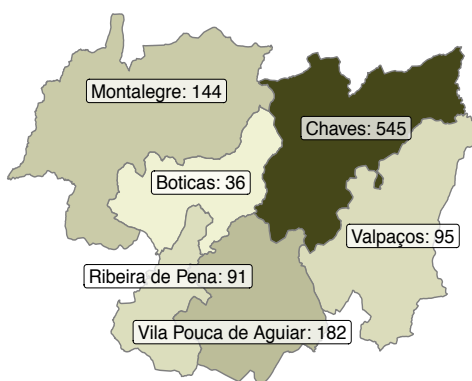 Montalegre: 144
Chaves: 545
Boticas: 36
Valpaços: 95
Ribeira de Pena: 91
Vila Pouca de Aguiar: 182